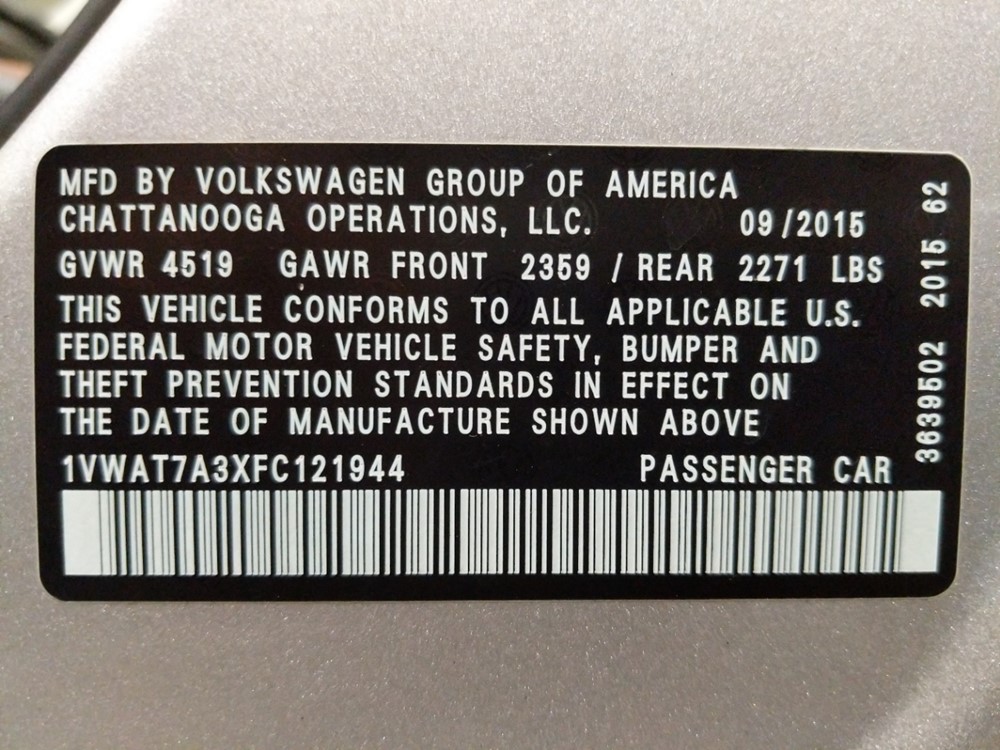 MFD BY VOLKSWAGEN GROUP OF AMERICA
CHATTANOOGA OPERATIONS, LLC. 09/2015
GVWR 4519 GAWR FRONT 2359 / REAR 2271 LBS
THIS VEHICLE CONFORMS TO ALL APPLICABLE U.S.
FEDERAL MOTOR VEHICLE SAFETY, BUMPER AND
THEFT PREVENTION STANDARDS IN EFFECT ON
THE DATE OF MANUFACTURE SHOWN ABOVE
1VWAT7A3XFC121944 PASSENGER CAR
3639502 2015 62